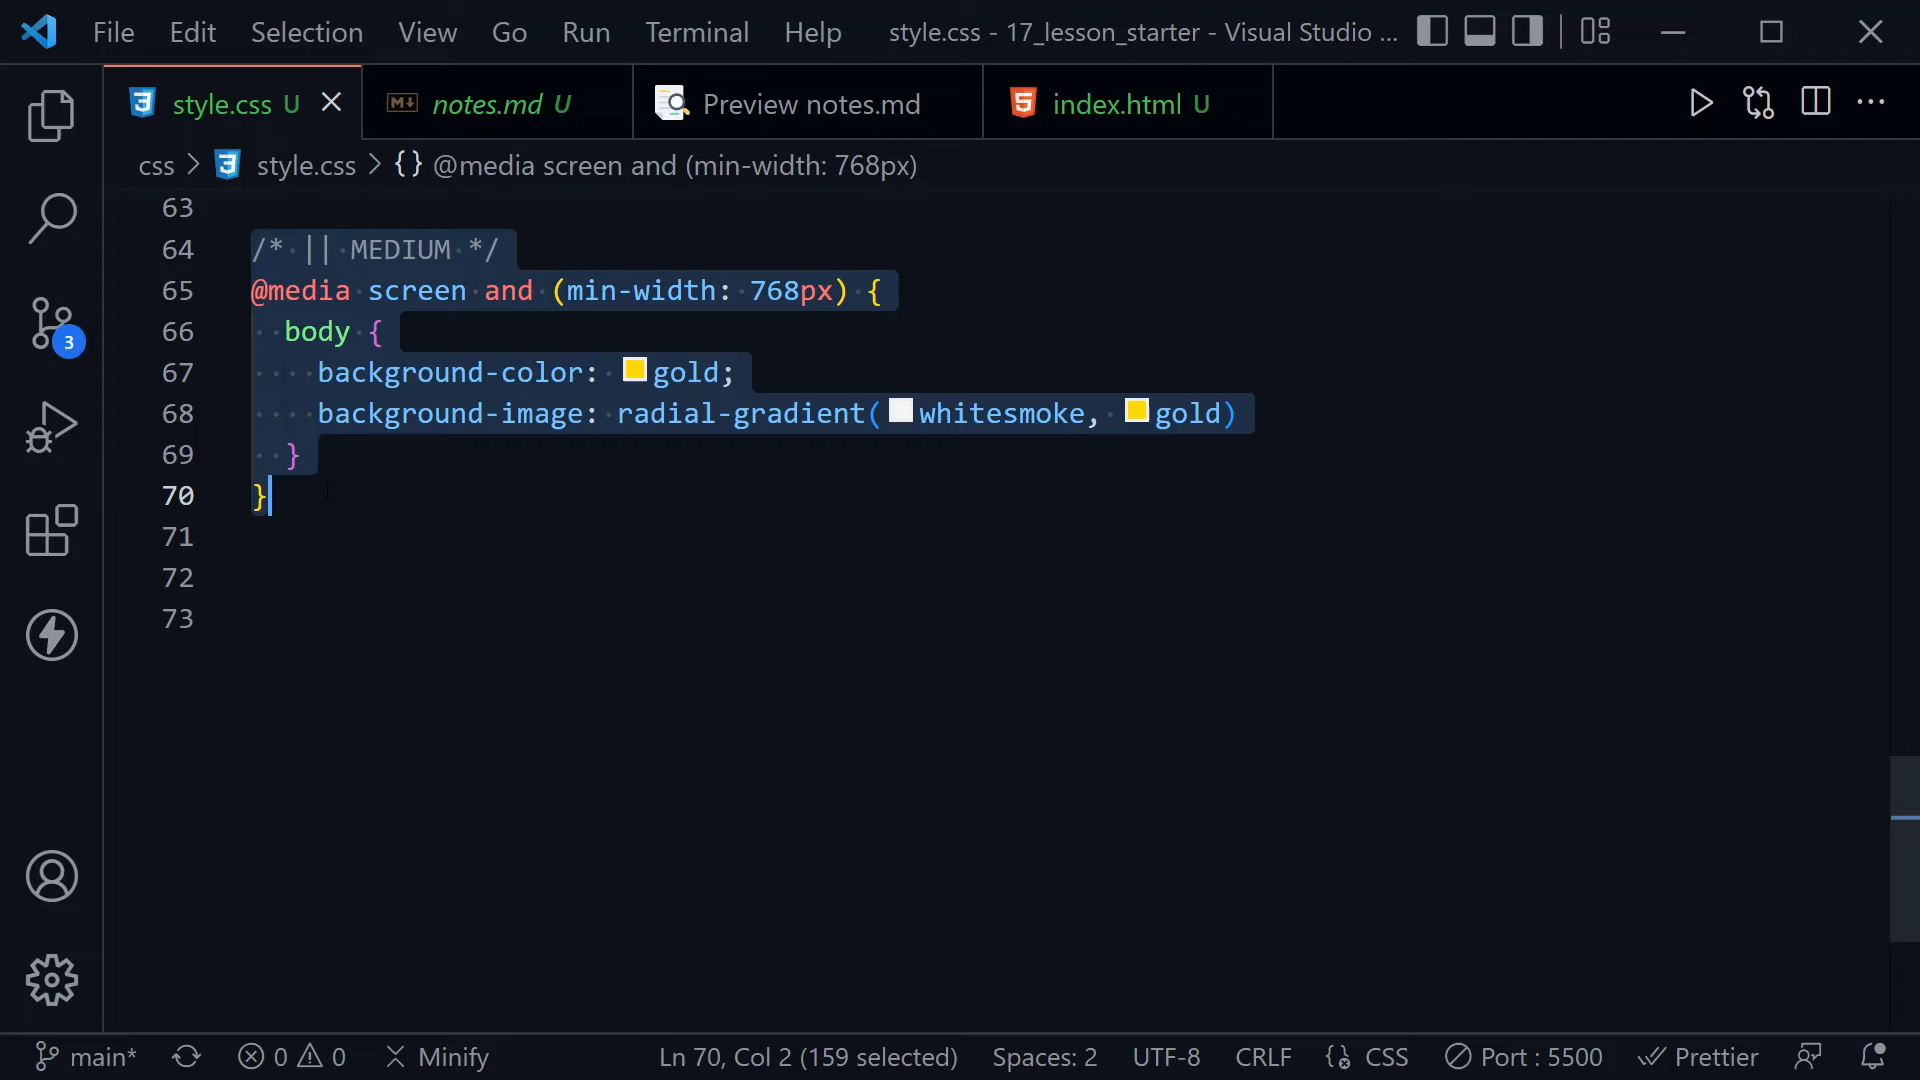 File Edit Selection View Go Run Terminal Help style.css - 17_lesson_starter - Visual Studio ...
style.css U notes.md U Preview notes.md index.html U
css > style.css > {} @media screen and (min-width: 768px)
63
64 /* || MEDIUM */
65 @media screen and (min-width: 768px) {
66 body {
67 background-color: gold;
68 background-image: radial-gradient(whitesmoke, gold)
69 }
70 }
71
72
73
3
main* 0 0 Minify Ln 70, Col 2 (159 selected) Spaces: 2 UTF-8 CRLF {} CSS Port : 5500 Prettier